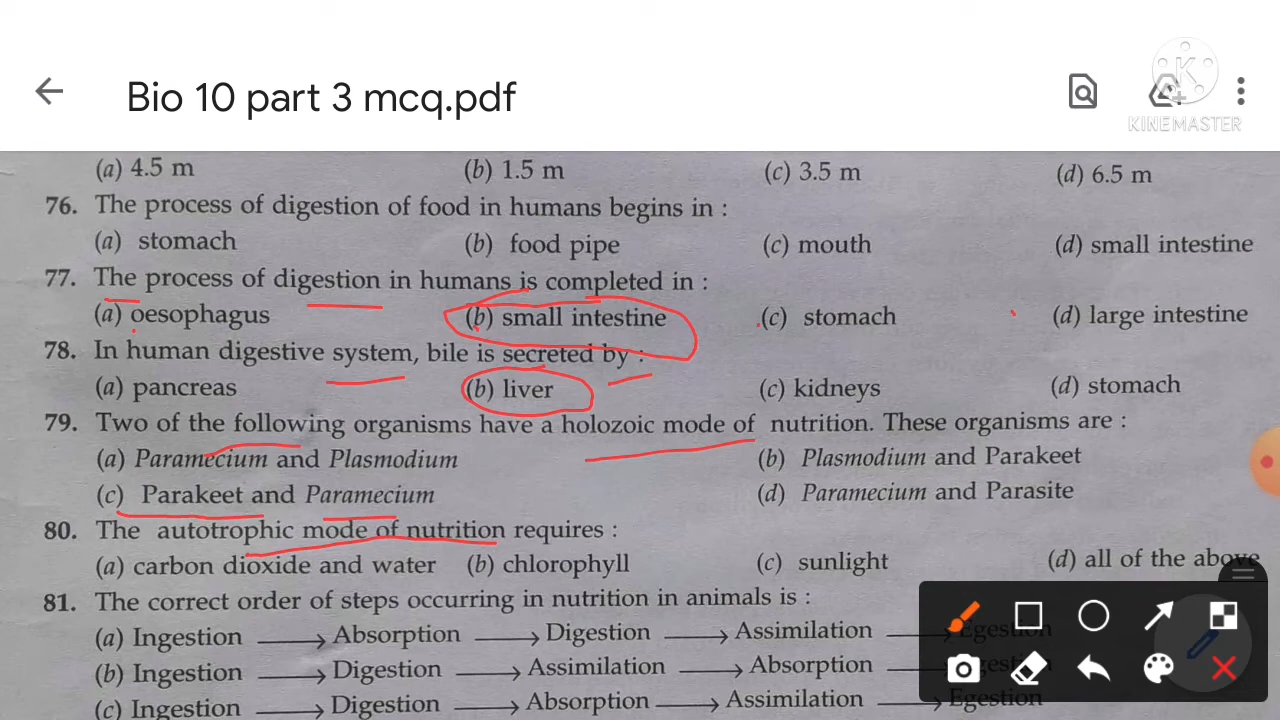 Bio 10 part 3 mcq.pdf
KINEMASTER
(a) 4.5 m (b) 1.5 m (c) 3.5 m (d) 6.5 m
76. The process of digestion of food in humans begins in :
(a) stomach (b) food pipe (c) mouth (d) small intestine
77. The process of digestion in humans is completed in :
(a) oesophagus (b) small intestine (c) stomach (d) large intestine
78. In human digestive system, bile is secreted by :
(a) pancreas (b) liver (c) kidneys (d) stomach
79. Two of the following organisms have a holozoic mode of nutrition. These organisms are :
(a) Paramecium and Plasmodium (b) Plasmodium and Parakeet
(c) Parakeet and Paramecium (d) Paramecium and Parasite
80. The autotrophic mode of nutrition requires :
(a) carbon dioxide and water (b) chlorophyll (c) sunlight (d) all of the above
81. The correct order of steps occurring in nutrition in animals is :
(a) Ingestion → Absorption → Digestion → Assimilation → Egestion
(b) Ingestion → Digestion → Assimilation → Absorption → Egestion
(c) Ingestion → Digestion → Absorption → Assimilation → Egestion